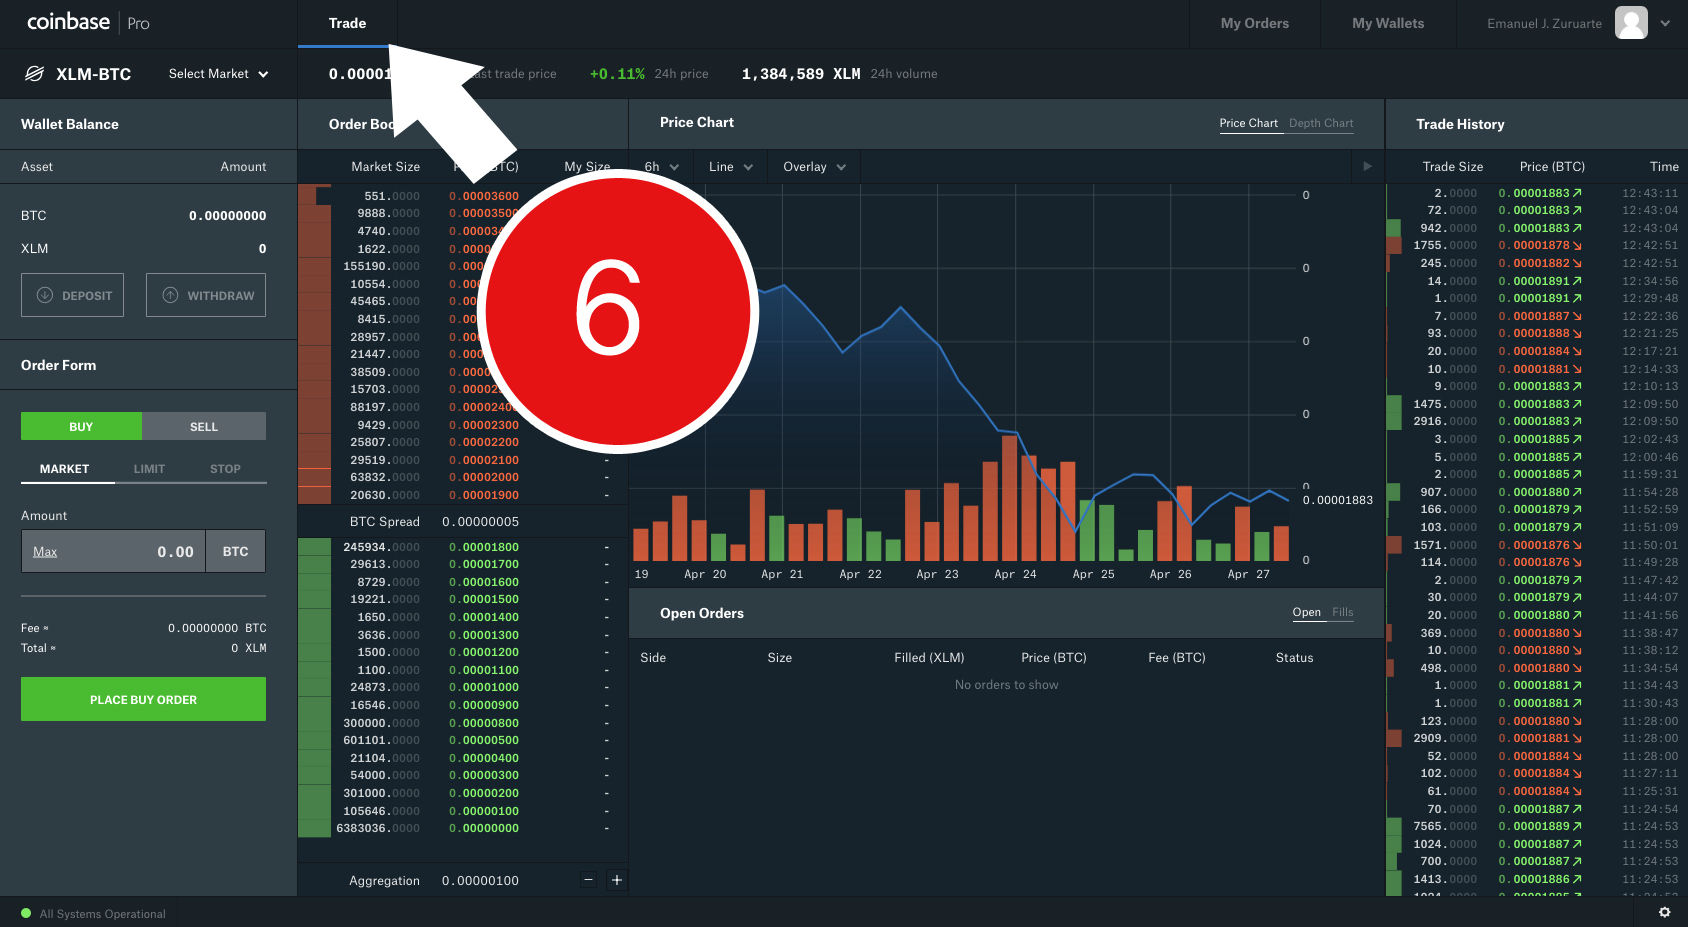 coinbase | Pro
Trade
My Orders
My Wallets
Emanuel J. Zuruarte
XLM-BTC
Select Market
0.00001
ast trade price
+0.11% 24h price
1,384,589 XLM 24h volume
Wallet Balance
Asset Amount
BTC 0.00000000
XLM 0
DEPOSIT WITHDRAW
Order Form
BUY SELL
MARKET LIMIT STOP
Amount
Max 0.00 BTC
Fee ≈ 0.00000000 BTC
Total ≈ 0 XLM
PLACE BUY ORDER
Order Boo
Market Size P TC) My Size
551.0000 0.00003600
9888.0000 0.0000350
4740.0000 0.000034
1622.0000 0.0000
155190.0000 0.000
10554.0000 0.000
45465.0000 0.00
8415.0000 0.00
28957.0000 0.00
21447.0000 0.000
38509.0000 0.000
15703.0000 0.00002
88197.0000 0.00002400
9429.0000 0.00002300
25807.0000 0.00002200
29519.0000 0.00002100 -
63832.0000 0.00002000 -
20630.0000 0.00001900 -
BTC Spread 0.00000005
245934.0000 0.00001800 -
29613.0000 0.00001700 -
8729.0000 0.00001600 -
19221.0000 0.00001500 -
1650.0000 0.00001400 -
3636.0000 0.00001300 -
1500.0000 0.00001200 -
1100.0000 0.00001100 -
24873.0000 0.00001000 -
16546.0000 0.00000900 -
300000.0000 0.00000800 -
601101.0000 0.00000500 -
21104.0000 0.00000400 -
54000.0000 0.00000300 -
301000.0000 0.00000200 -
105646.0000 0.00000100 -
6383036.0000 0.00000000 -
Aggregation 0.00000100 − +
6
Price Chart
Price Chart Depth Chart
6h Line Overlay
0
0
0
0
0
0.00001883
0
19 Apr 20 Apr 21 Apr 22 Apr 23 Apr 24 Apr 25 Apr 26 Apr 27
Open Orders
Open Fills
Side Size Filled (XLM) Price (BTC) Fee (BTC) Status
No orders to show
Trade History
Trade Size Price (BTC) Time
2.0000 0.00001883↗ 12:43:11
72.0000 0.00001883↗ 12:43:04
942.0000 0.00001883↗ 12:43:04
1755.0000 0.00001878↘ 12:42:51
245.0000 0.00001882↘ 12:42:51
14.0000 0.00001891↗ 12:34:56
1.0000 0.00001891↗ 12:29:48
7.0000 0.00001887↘ 12:22:36
93.0000 0.00001888↘ 12:21:25
20.0000 0.00001884↘ 12:17:21
10.0000 0.00001881↘ 12:14:33
9.0000 0.00001883↗ 12:10:13
1475.0000 0.00001883↗ 12:09:50
2916.0000 0.00001883↗ 12:09:50
3.0000 0.00001885↗ 12:02:43
5.0000 0.00001885↗ 12:00:46
2.0000 0.00001885↗ 11:59:31
907.0000 0.00001880↗ 11:54:28
166.0000 0.00001879↗ 11:52:59
103.0000 0.00001879↗ 11:51:09
1571.0000 0.00001876↘ 11:50:01
114.0000 0.00001876↘ 11:49:28
2.0000 0.00001879↗ 11:47:42
30.0000 0.00001879↗ 11:44:07
20.0000 0.00001880↗ 11:41:56
369.0000 0.00001880↘ 11:38:47
10.0000 0.00001880↘ 11:38:12
498.0000 0.00001880↘ 11:34:54
1.0000 0.00001881↗ 11:34:43
1.0000 0.00001881↗ 11:30:43
123.0000 0.00001880↘ 11:28:00
2909.0000 0.00001881↘ 11:28:00
52.0000 0.00001884↘ 11:28:00
102.0000 0.00001884↘ 11:27:11
61.0000 0.00001884↘ 11:25:31
70.0000 0.00001887↗ 11:24:54
7565.0000 0.00001889↗ 11:24:53
1024.0000 0.00001887↗ 11:24:53
700.0000 0.00001887↗ 11:24:53
1413.0000 0.00001886↗ 11:24:53
All Systems Operational